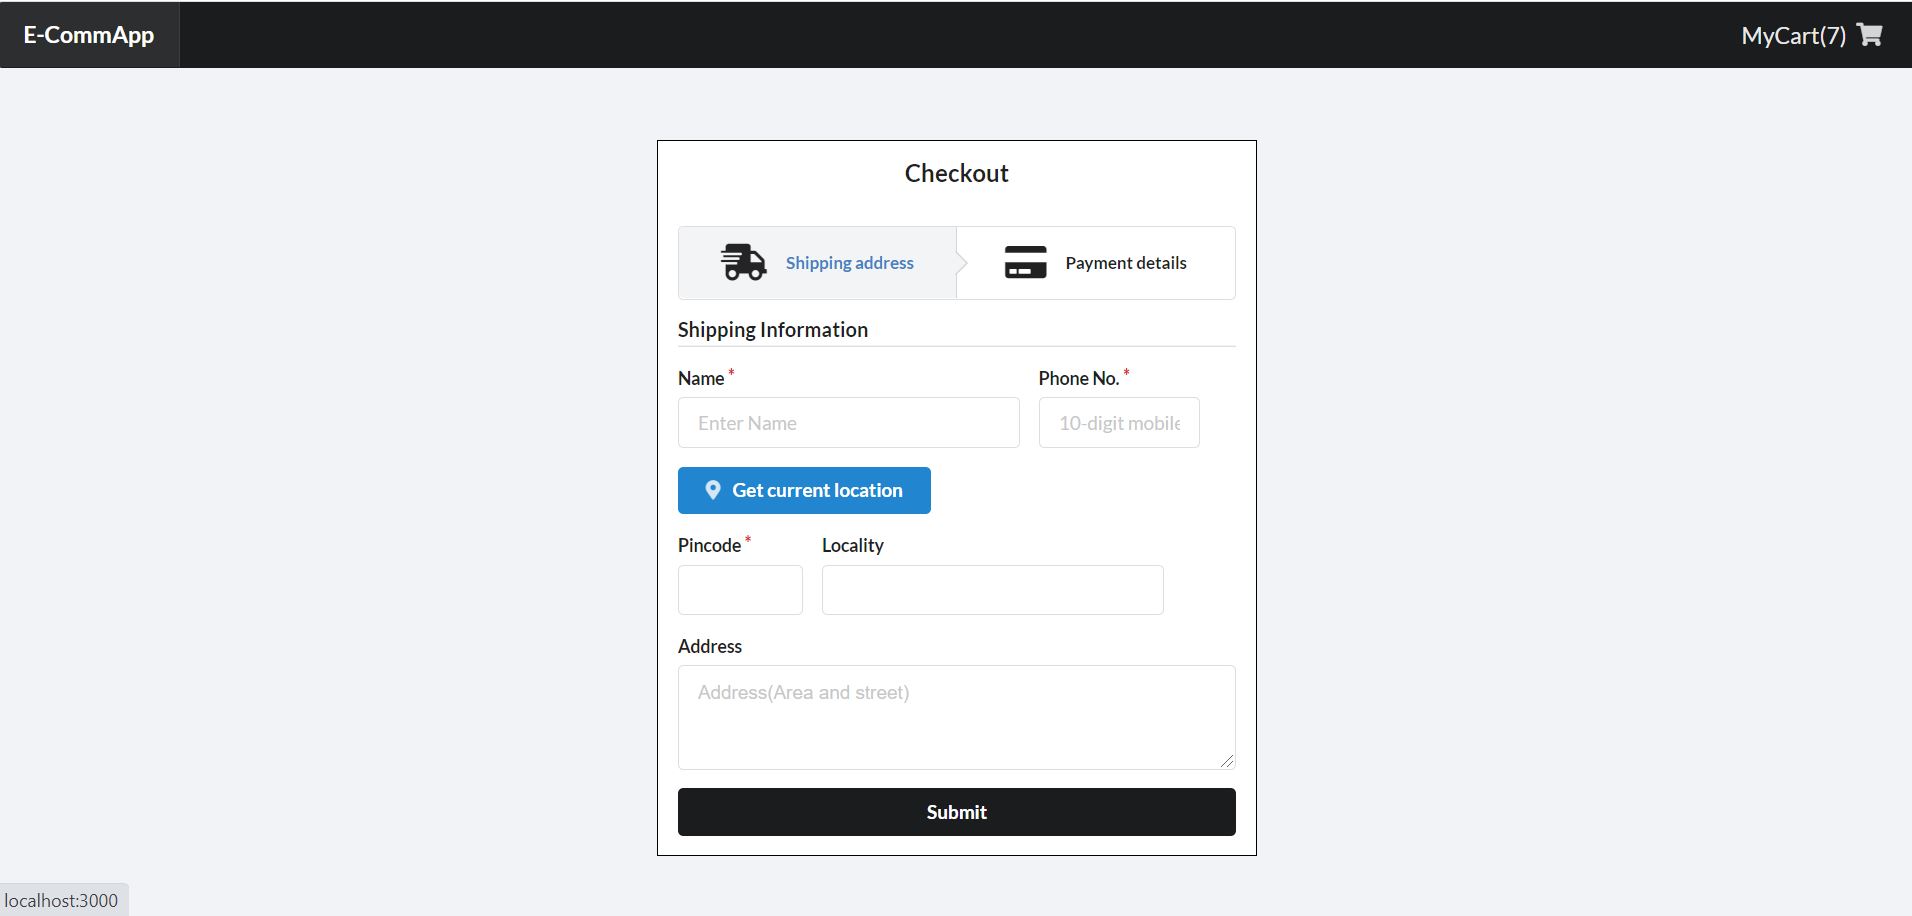 E-CommApp MyCart(7)
Checkout
Shipping address Payment details
Shipping Information
Name * Phone No. *
Enter Name 10-digit mobile
Get current location
Pincode * Locality
Address
Address(Area and street)
Submit
localhost:3000